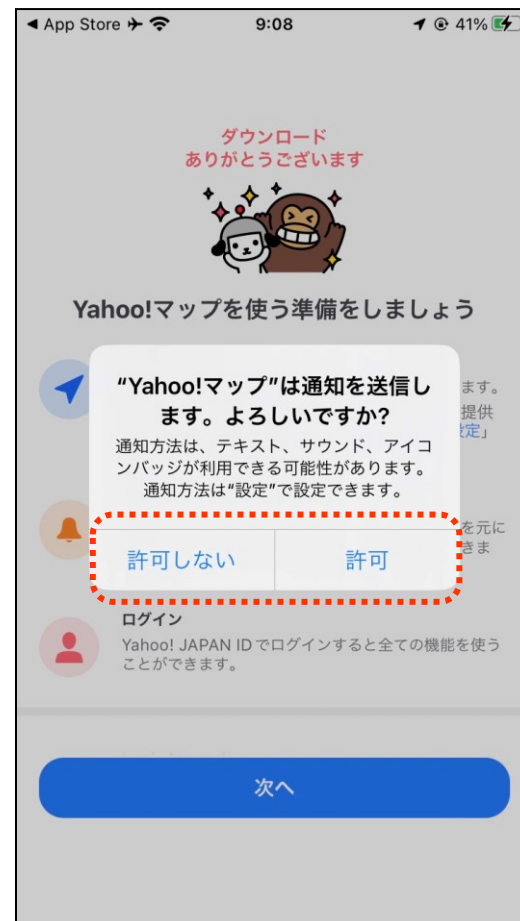 ◀ App Store
9:08
41%
ダウンロード
ありがとうございます
Yahoo!マップを使う準備をしましょう
ます。
提供
設定」
"Yahoo!マップ"は通知を送信し
ます。よろしいですか?
通知方法は、テキスト、サウンド、アイコ
ンバッジが利用できる可能性があります。
通知方法は"設定"で設定できます。
を元に
きま
許可しない
許可
ログイン
Yahoo! JAPAN IDでログインすると全ての機能を使う
ことができます。
次へ